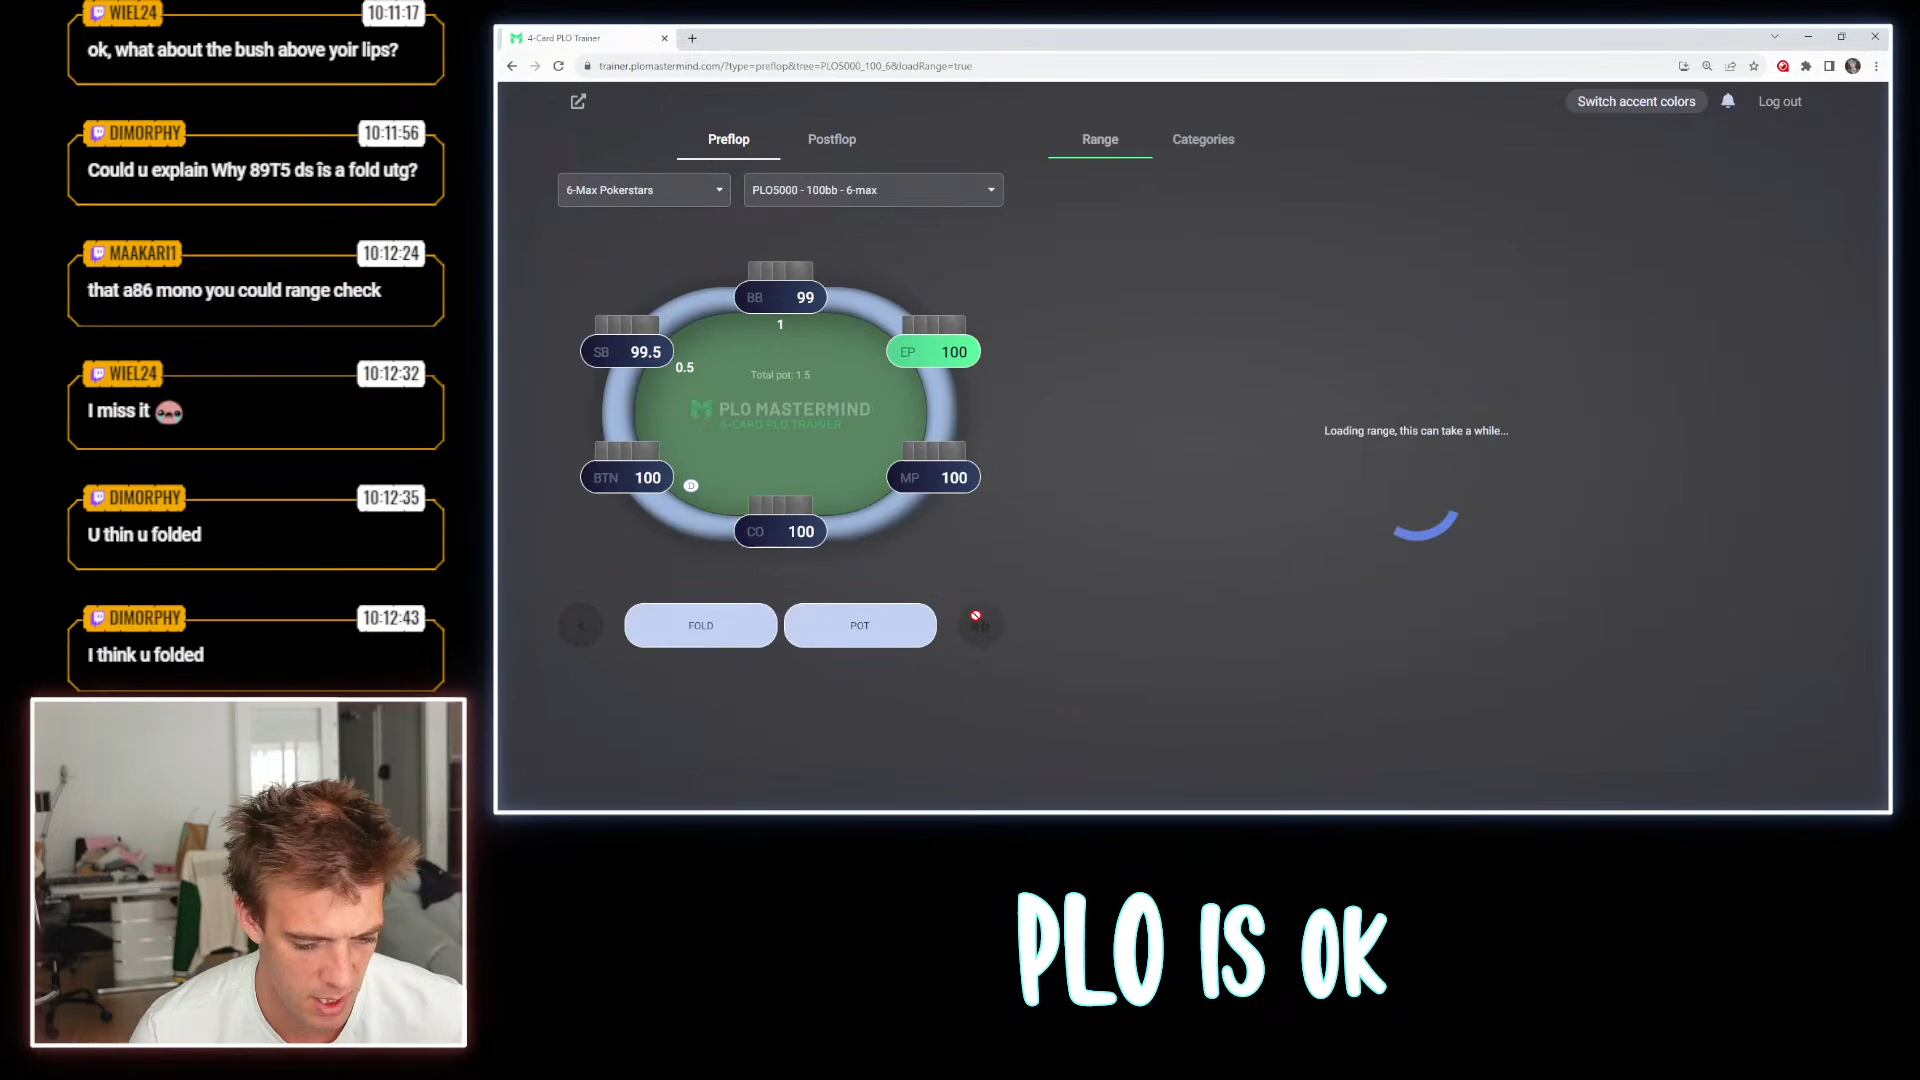 WIEL24
10:11:17
ok, what about the bush above yoir lips?
DIMORPHY
10:11:56
Could u explain Why 89T5 ds is a fold utg?
MAAKARI1
10:12:24
that a86 mono you could range check
WIEL24
10:12:32
I miss it
DIMORPHY
10:12:35
U thin u folded
DIMORPHY
10:12:43
I think u folded
4-Card PLO Trainer
trainer.plomastermind.com/?type=preflop&tree=PLO5000_100_6&loadRange=true
Switch accent colors
Log out
Preflop
Postflop
Range
Categories
6-Max Pokerstars
PLO5000 - 100bb - 6-max
BB 99
1
SB 99.5
EP 100
0.5
Total pot: 1.5
PLO MASTERMIND
4-CARD PLO TRAINER
BTN 100
D
MP 100
CO 100
FOLD
POT
Loading range, this can take a while...
PLO IS OK